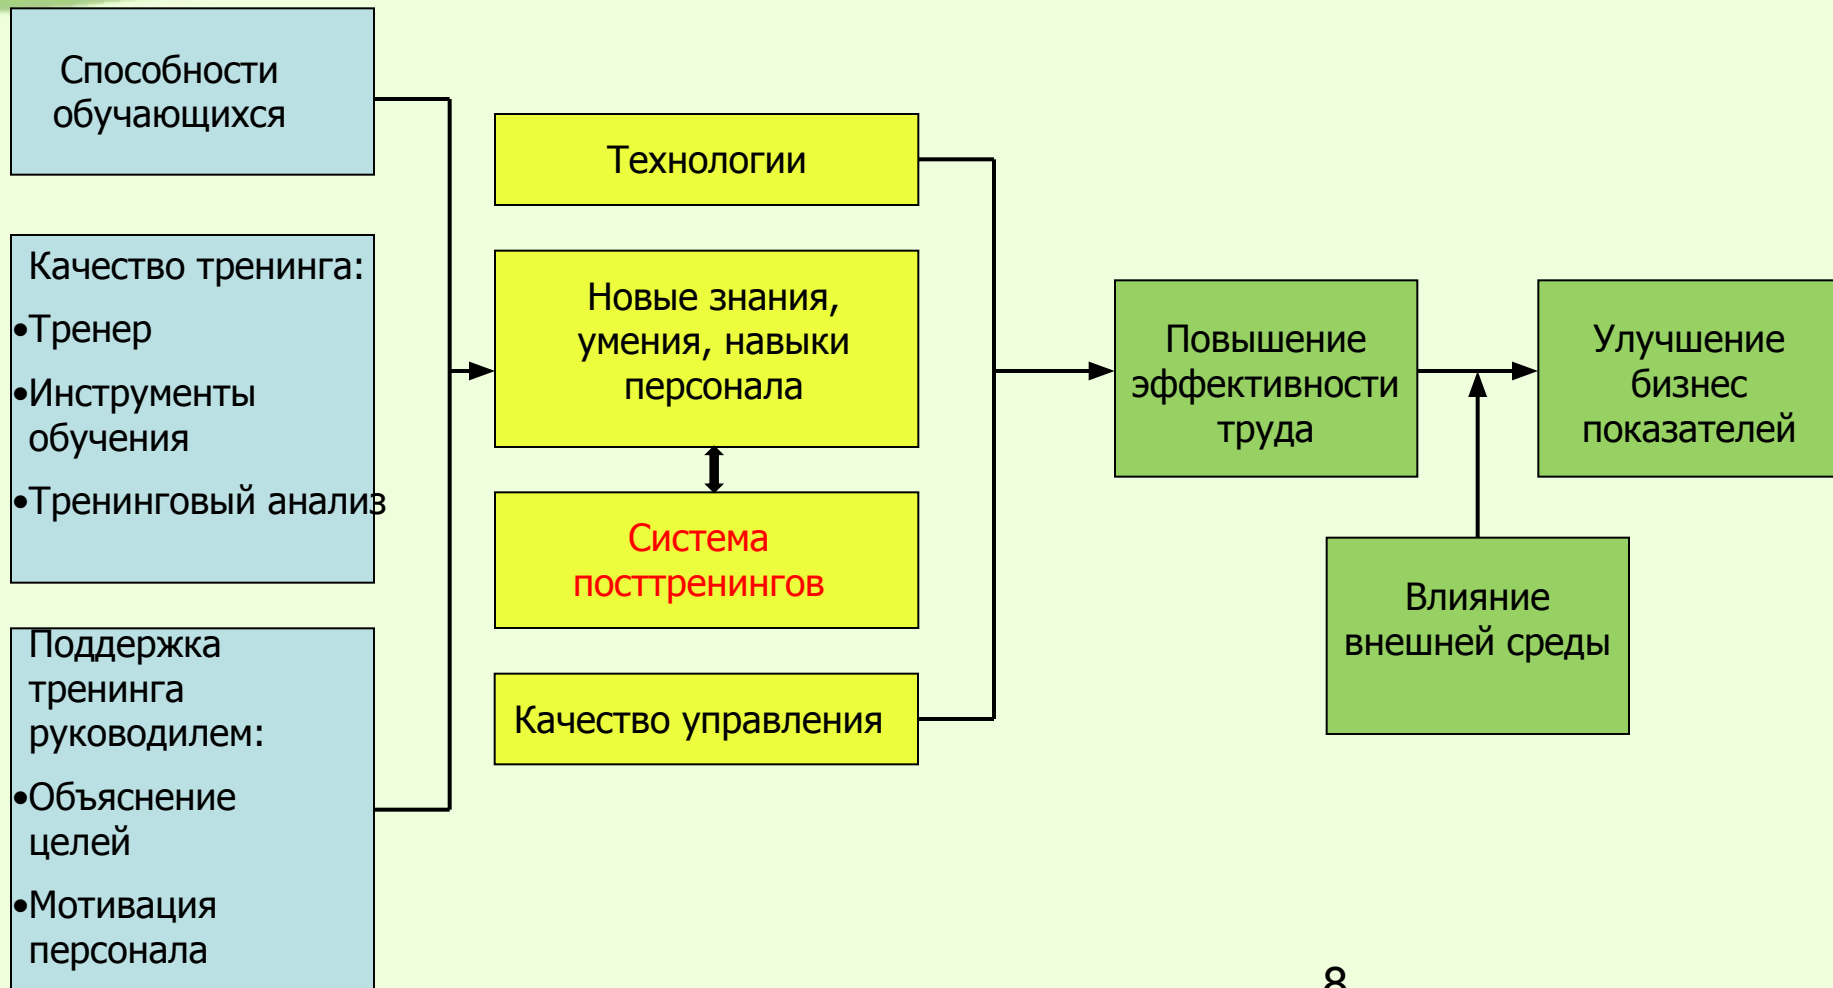 Способности
обучающихся
Качество тренинга:
•Тренер
•Инструменты
обучения
•Тренинговый анализ
Поддержка
тренинга
руководилем:
•Объяснение
целей
•Мотивация
персонала
Технологии
Новые знания,
умения, навыки
персонала
Система
посттренингов
Качество управления
Повышение
эффективности
труда
Улучшение
бизнес
показателей
Влияние
внешней среды
8